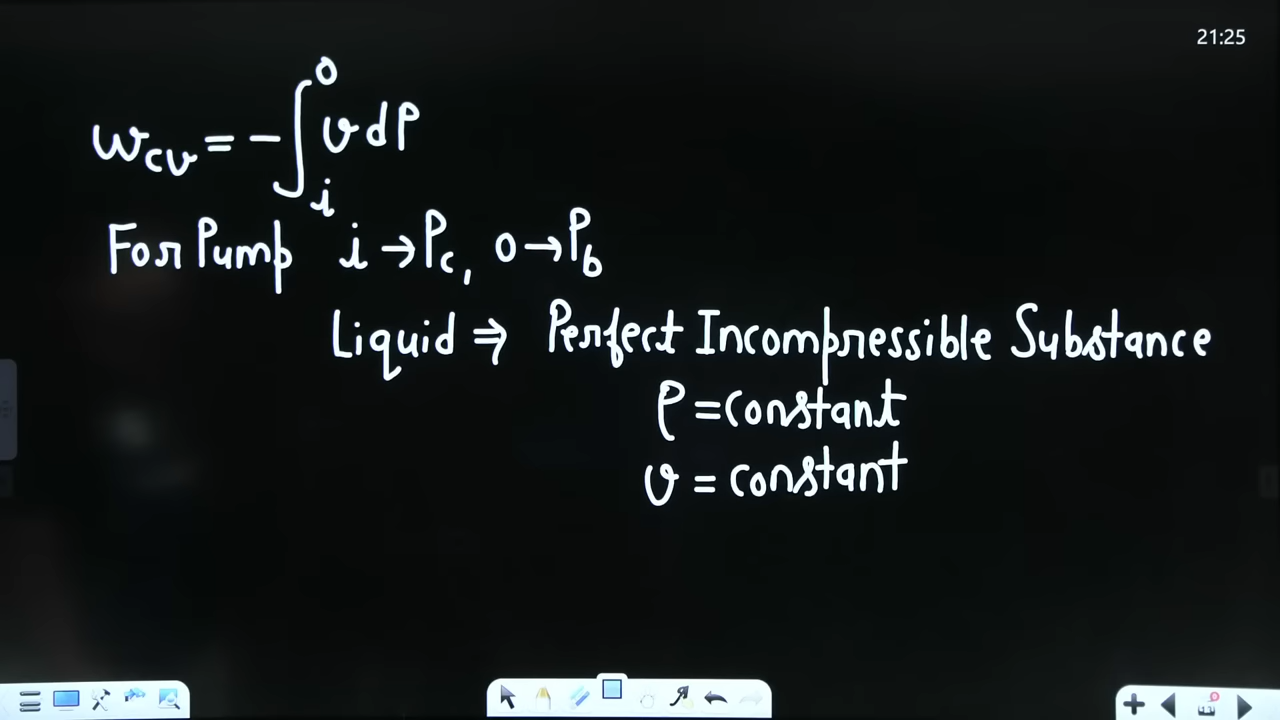 21:25
w_cv = -∫_i^o v dP
For Pump i → P_c, o → P_b
Liquid ⇒ Perfect Incompressible Substance
ρ = constant
v = constant